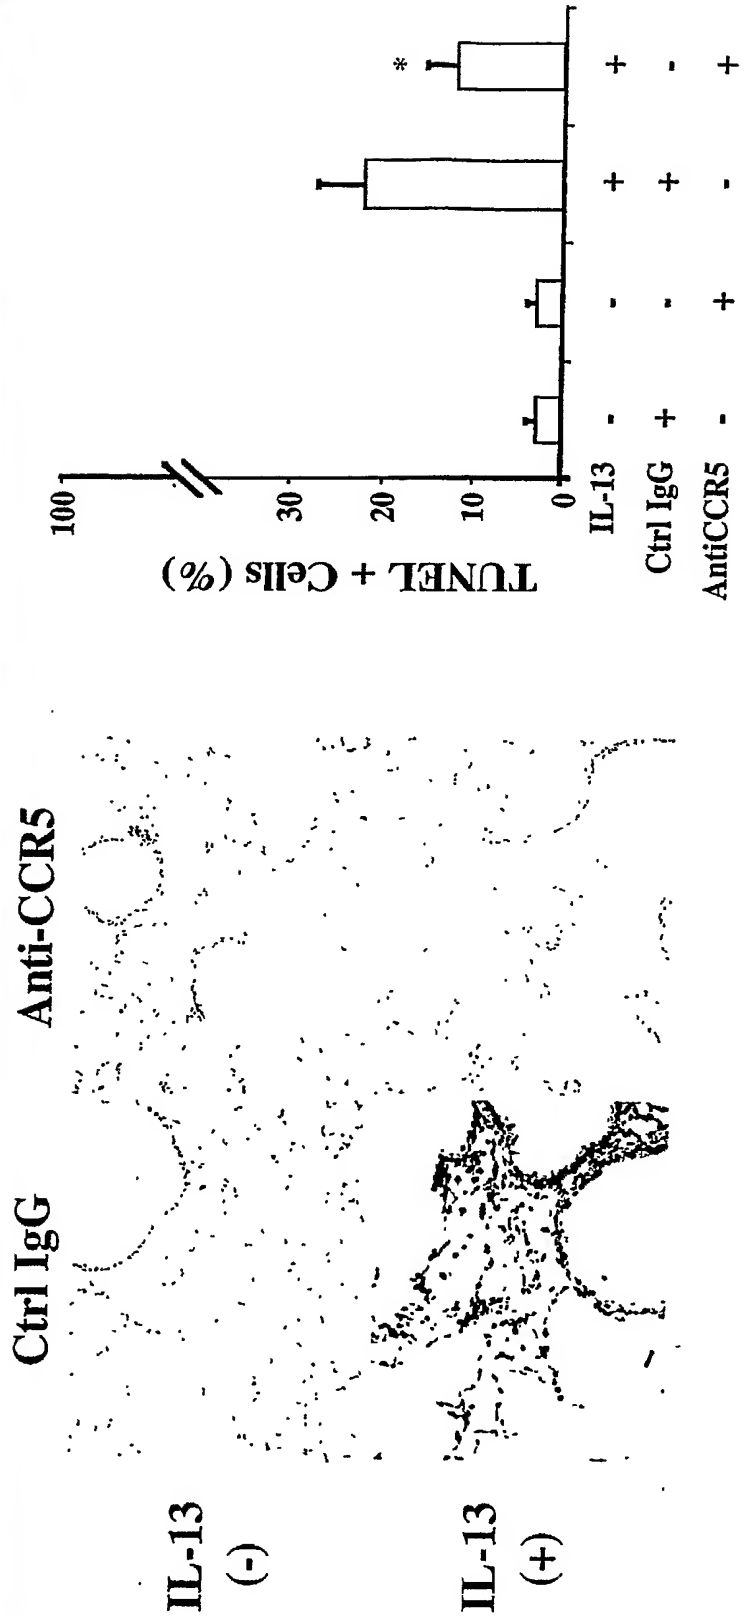 Ctrl IgG Anti-CCR5
IL-13
(-)
IL-13
(+)
TUNEL + Cells (%)
100
30
20
10
0
*
IL-13 - - + +
Ctrl IgG + - + -
AntiCCR5 - + - +